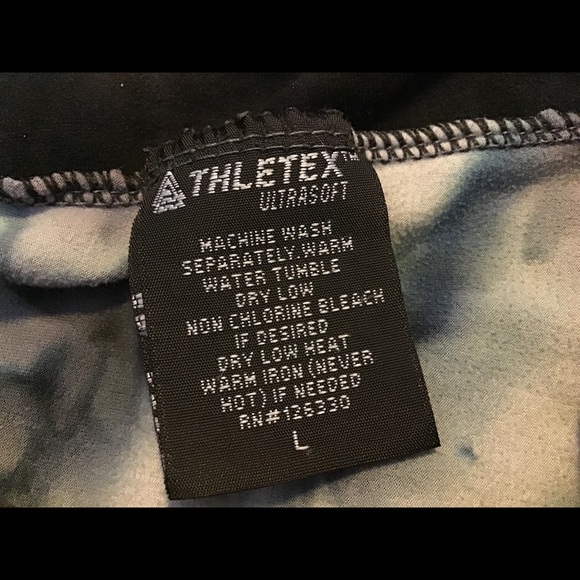 ATHLETEX™
ULTRASOFT
MACHINE WASH
SEPARATELY.WARM
WATER TUMBLE
DRY LOW
NON CHLORINE BLEACH
IF DESIRED
DRY LOW HEAT
WARM IRON(NEVER
HOT) IF NEEDED
RN#126330
L